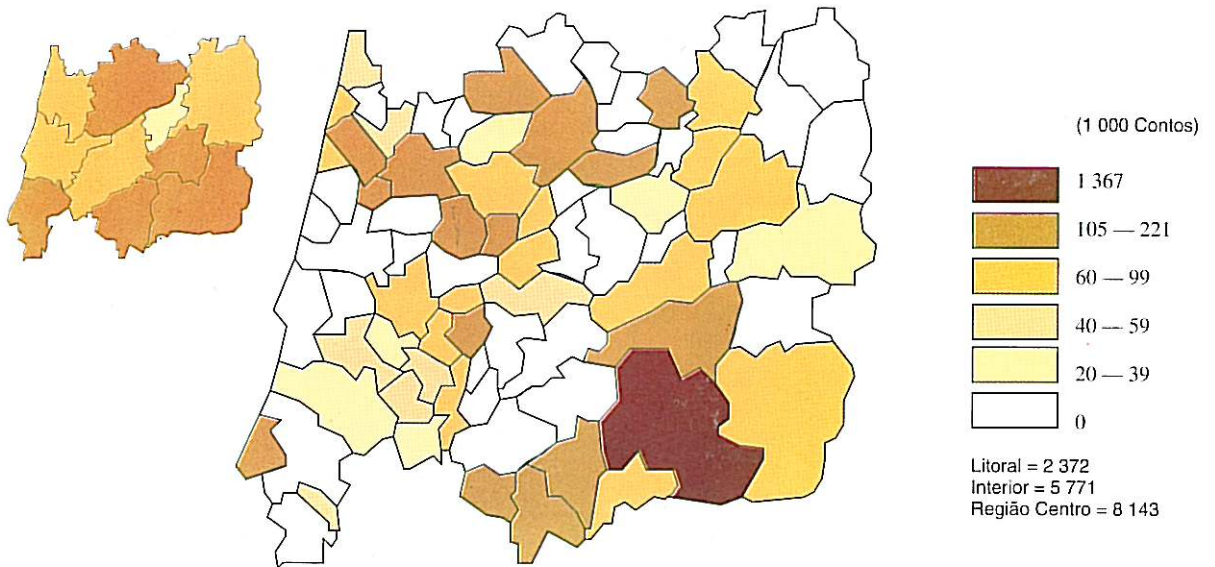 (1 000 Contos)
1 367
105 — 221
60 — 99
40 — 59
20 — 39
0
Litoral = 2 372
Interior = 5 771
Região Centro = 8 143